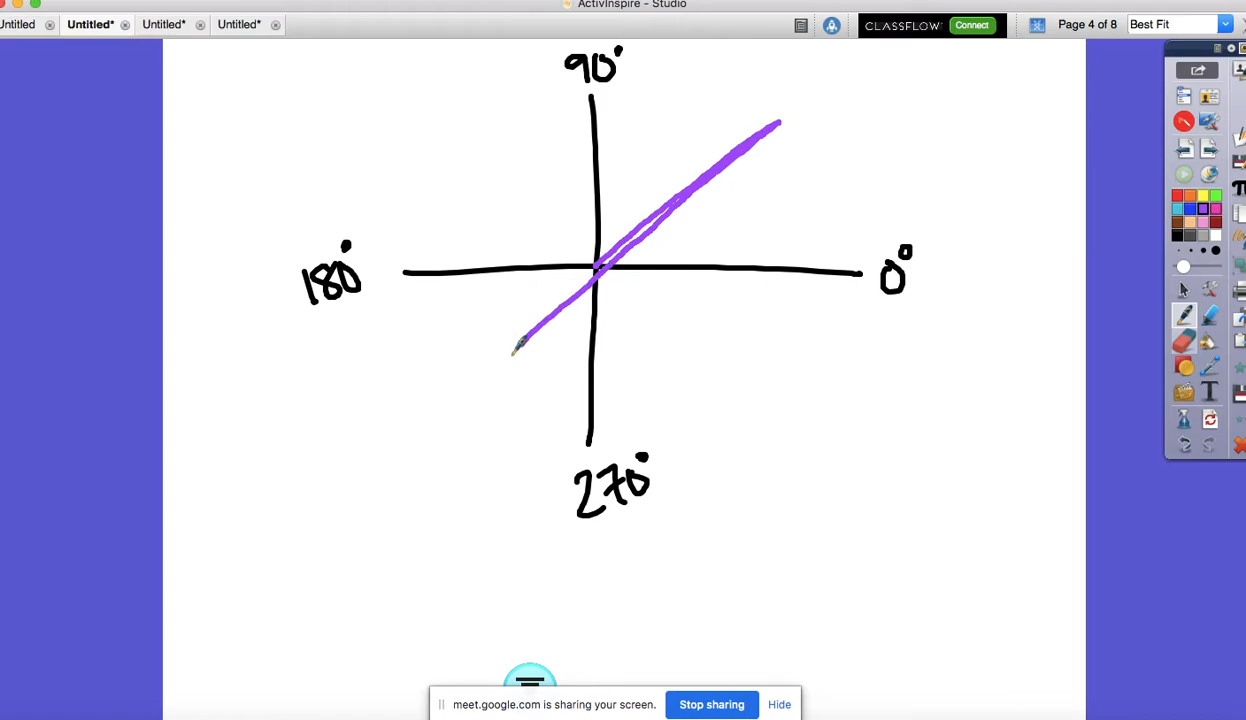 ActivInspire - Studio
Untitled Untitled* Untitled* Untitled* CLASSFLOW Connect Page 4 of 8 Best Fit
90°
180°
0°
270°
meet.google.com is sharing your screen. Stop sharing Hide